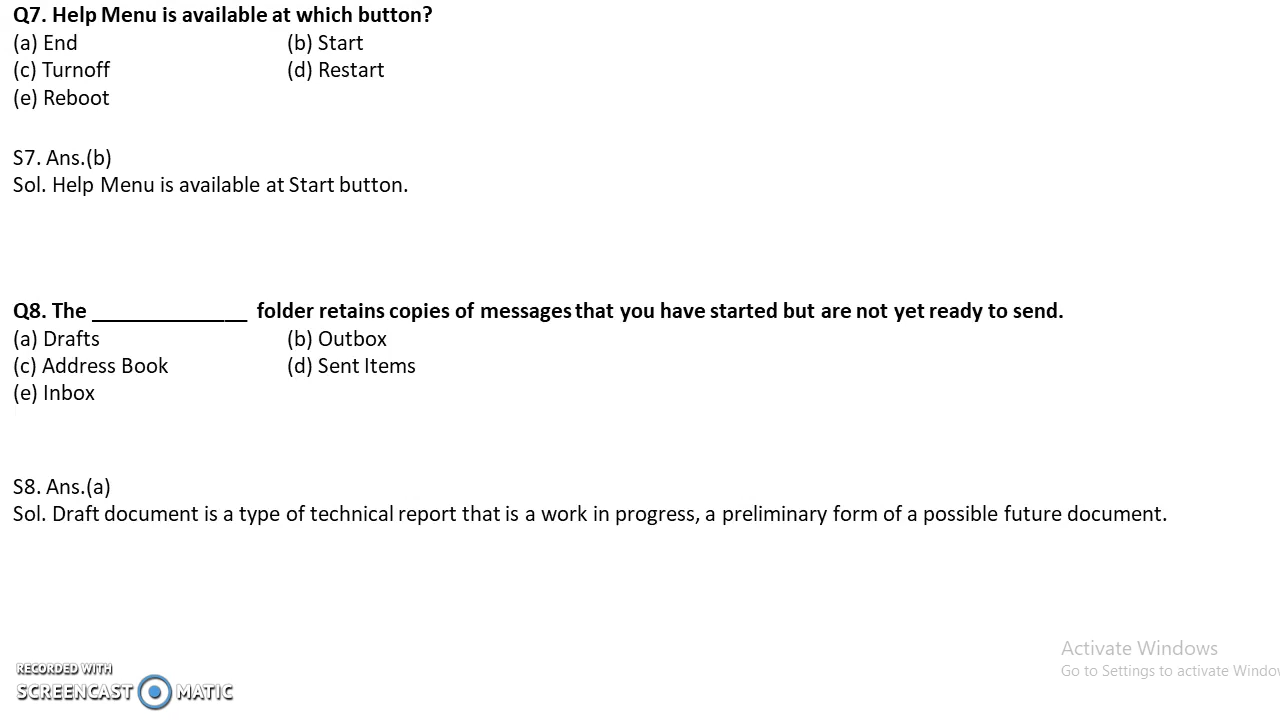 Q7. Help Menu is available at which button?
(a) End (b) Start
(c) Turnoff (d) Restart
(e) Reboot
S7. Ans.(b)
Sol. Help Menu is available at Start button.
Q8. The ______________ folder retains copies of messages that you have started but are not yet ready to send.
(a) Drafts (b) Outbox
(c) Address Book (d) Sent Items
(e) Inbox
S8. Ans.(a)
Sol. Draft document is a type of technical report that is a work in progress, a preliminary form of a possible future document.
Activate Windows
Go to Settings to activate Windo
RECORDED WITH
SCREENCAST MATIC